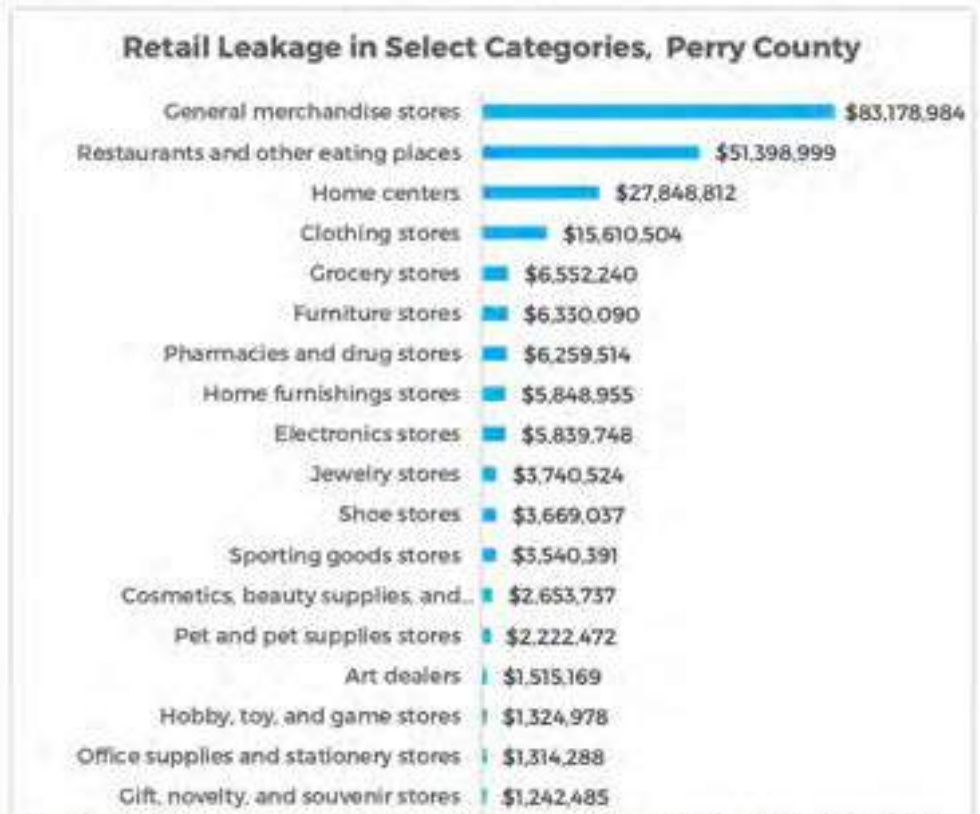 Retail Leakage in Select Categories, Perry County
General merchandise stores $83,178,984
Restaurants and other eating places $51,398,999
Home centers $27,848,812
Clothing stores $15,610,504
Grocery stores $6,552,240
Furniture stores $6,330,090
Pharmacies and drug stores $6,259,514
Home furnishings stores $5,848,955
Electronics stores $5,839,748
Jewelry stores $3,740,524
Shoe stores $3,669,037
Sporting goods stores $3,540,391
Cosmetics, beauty supplies, and... $2,653,737
Pet and pet supplies stores $2,222,472
Art dealers $1,515,169
Hobby, toy, and game stores $1,324,978
Office supplies and stationery stores $1,314,288
Gift, novelty, and souvenir stores $1,242,485